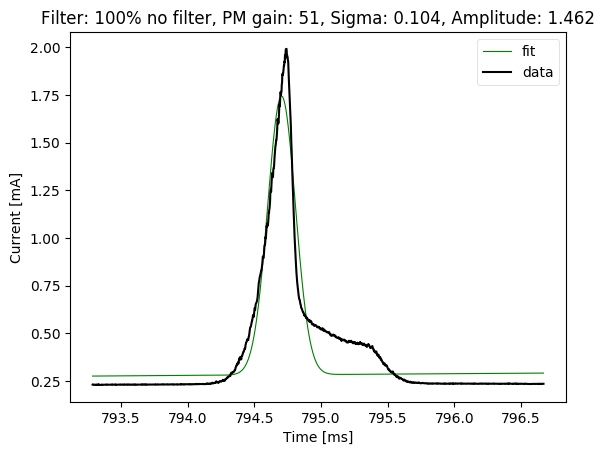 Filter: 100% no filter, PM gain: 51, Sigma: 0.104, Amplitude: 1.462
fit
data
2.00
1.75
1.50
1.25
1.00
0.75
0.50
0.25
Current [mA]
793.5 794.0 794.5 795.0 795.5 796.0 796.5
Time [ms]